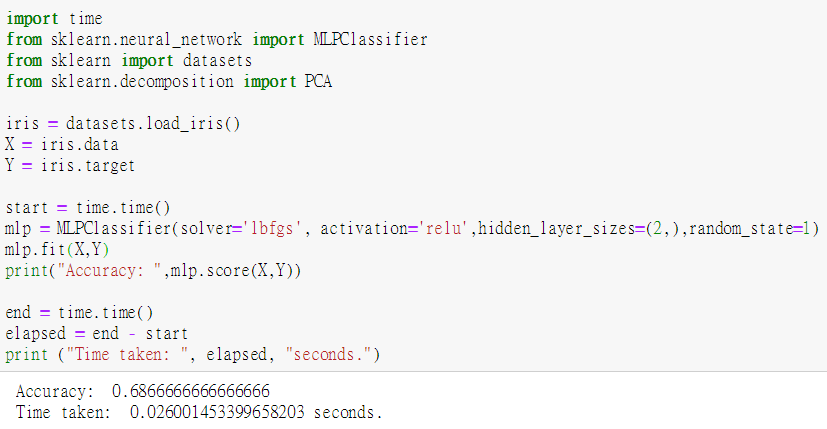 import time
from sklearn.neural_network import MLPClassifier
from sklearn import datasets
from sklearn.decomposition import PCA
iris = datasets.load_iris()
X = iris.data
Y = iris.target
start = time.time()
mlp = MLPClassifier(solver='lbfgs', activation='relu',hidden_layer_sizes=(2,),random_state=1)
mlp.fit(X,Y)
print("Accuracy: ",mlp.score(X,Y))
end = time.time()
elapsed = end - start
print ("Time taken: ", elapsed, "seconds.")
Accuracy:  0.6866666666666666
Time taken:  0.026001453399658203 seconds.